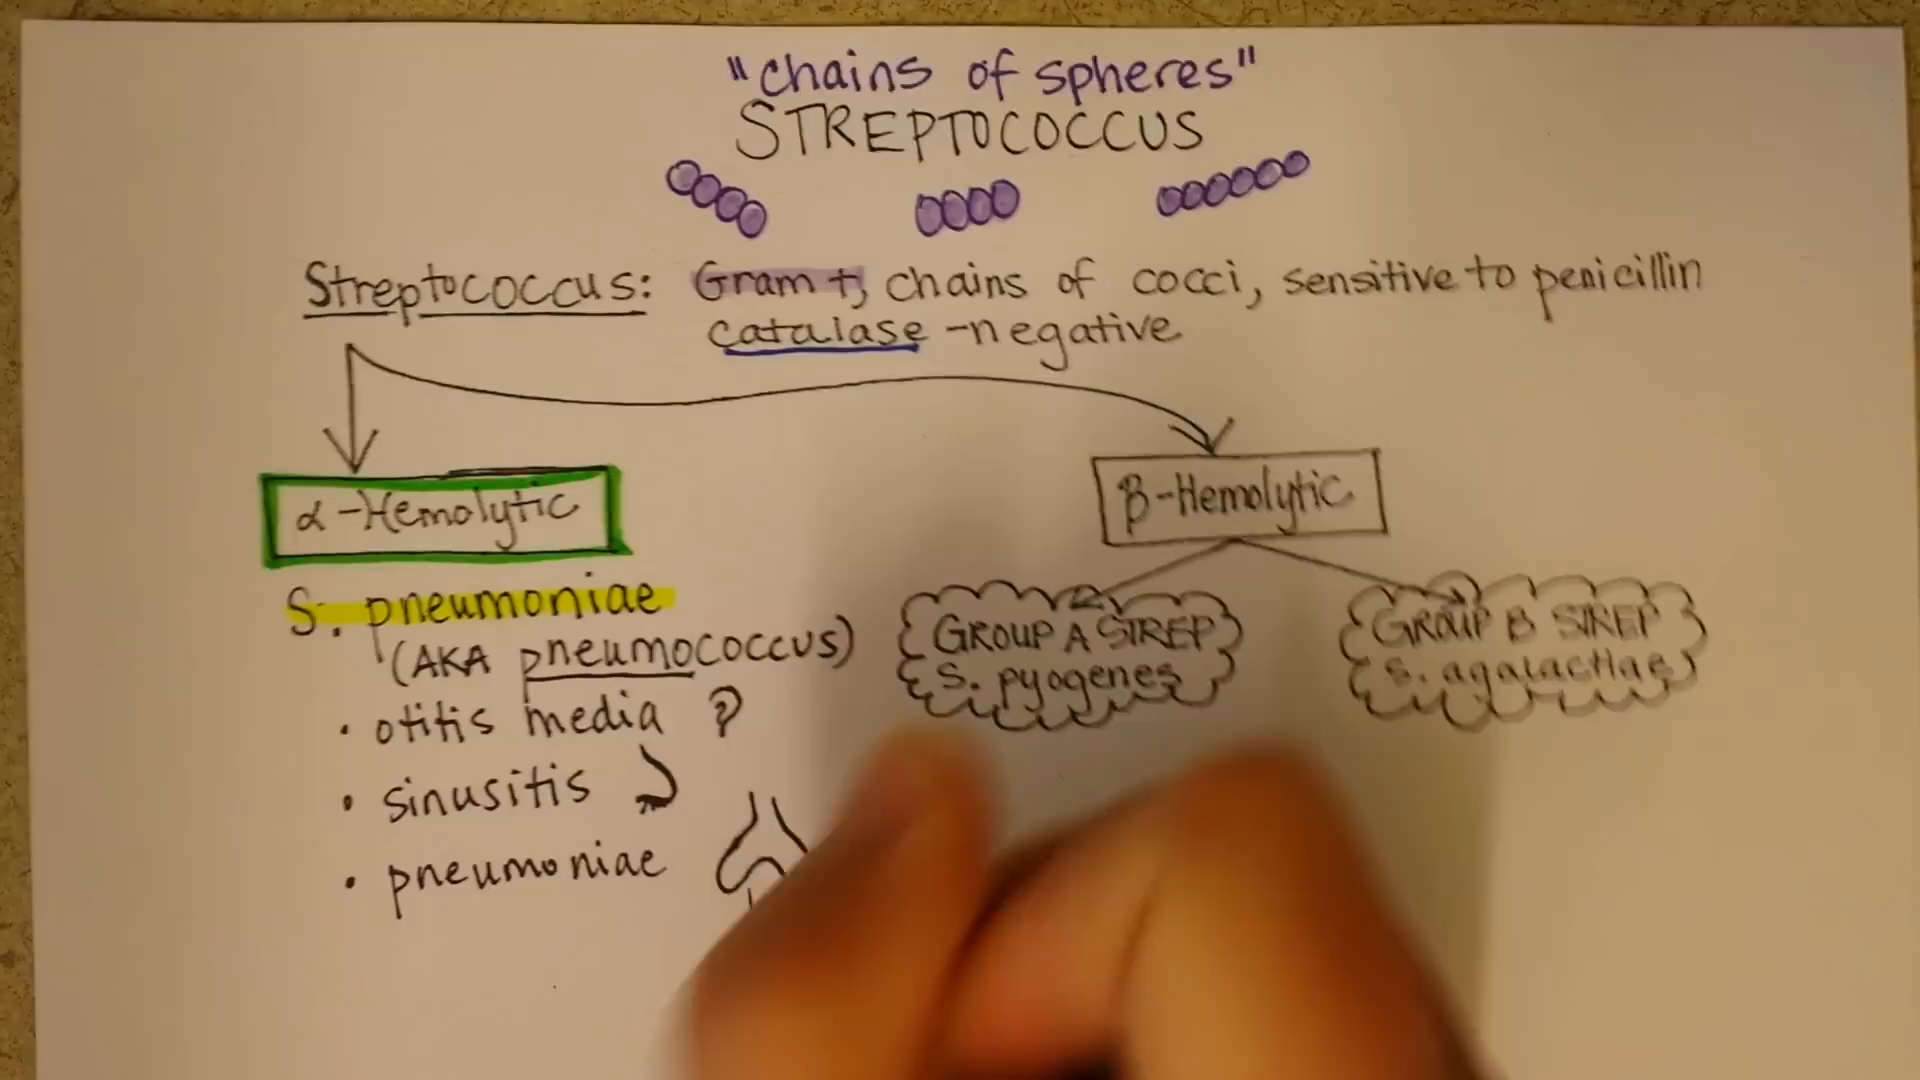 "chains of spheres"
STREPTOCOCCUS
Streptococcus: Gram +, chains of cocci, sensitive to penicillin
catalase -negative
α-Hemolytic
β-Hemolytic
S. pneumoniae
(AKA pneumococcus)
• otitis media
• sinusitis
• pneumoniae
GROUP A STREP
S. pyogenes
GROUP B STREP
S. agalactiae